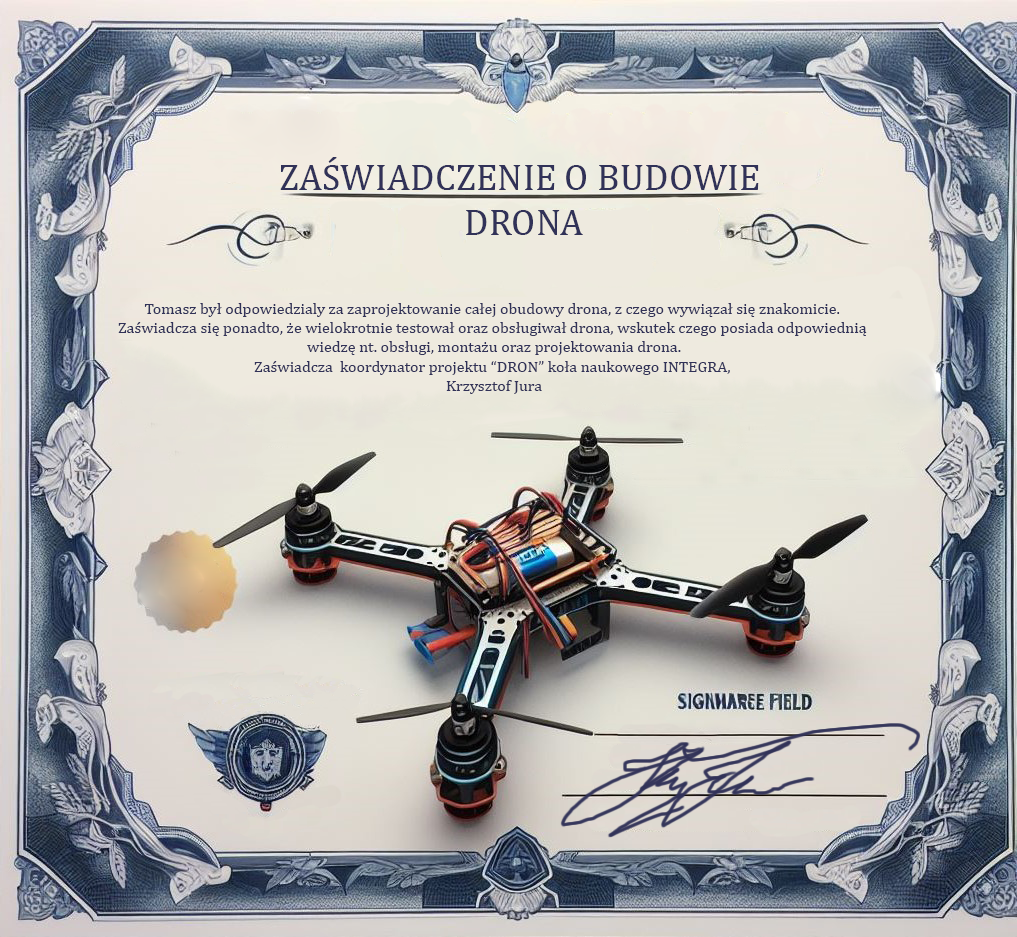 ZAŚWIADCZENIE O BUDOWIE
DRONA
Tomasz był odpowiedzialy za zaprojektowanie całej obudowy drona, z czego wywiązał się znakomicie.
Zaświadcza się ponadto, że wielokrotnie testował oraz obsługiwał drona, wskutek czego posiada odpowiednią
wiedzę nt. obsługi, montażu oraz projektowania drona.
Zaświadcza koordynator projektu “DRON” koła naukowego INTEGRA,
Krzysztof Jura
SIGNMAREE FIELD